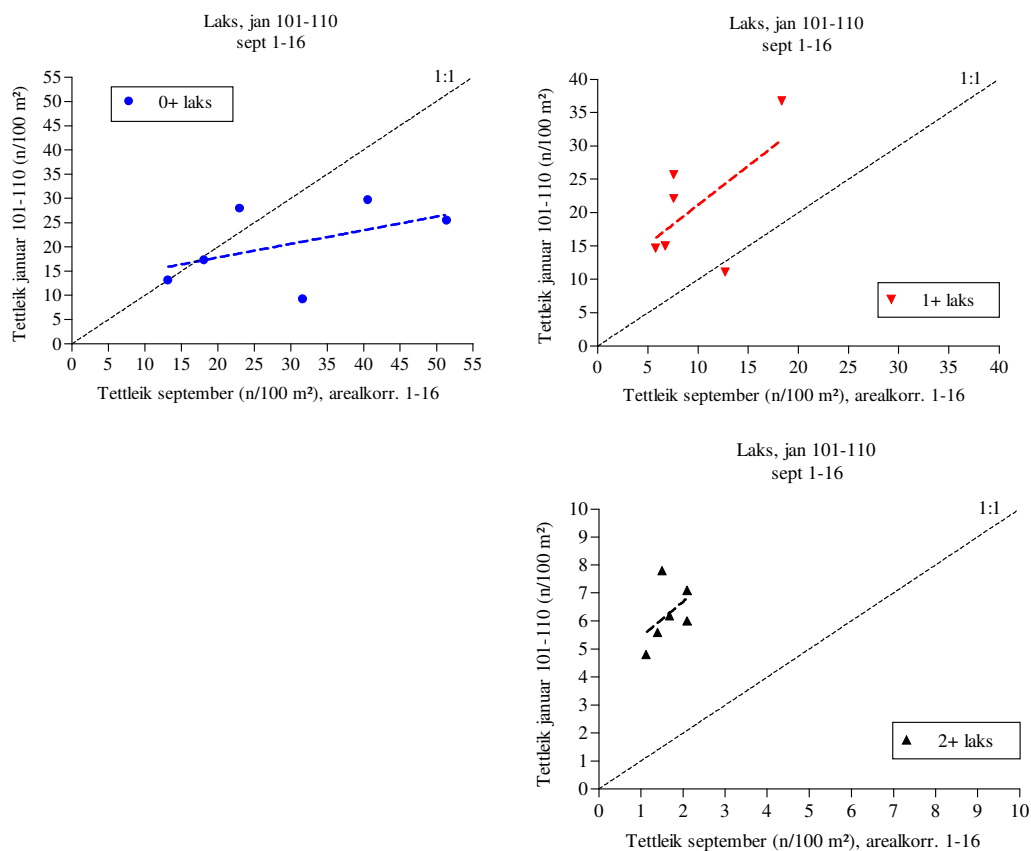 Laks, jan 101-110
sept 1-16
1:1
0+ laks
Tettleik januar 101-110 (n/100 m²)
55
50
45
40
35
30
25
20
15
10
5
0
0 5 10 15 20 25 30 35 40 45 50 55
Tettleik september (n/100 m²), arealkorr. 1-16
Laks, jan 101-110
sept 1-16
1:1
1+ laks
Tettleik januar 101-110 (n/100 m²)
40
35
30
25
20
15
10
5
0
0 5 10 15 20 25 30 35 40
Tettleik september (n/100 m²), arealkorr. 1-16
Laks, jan 101-110
sept 1-16
1:1
2+ laks
Tettleik januar 101-110 (n/100 m²)
10
9
8
7
6
5
4
3
2
1
0
0 1 2 3 4 5 6 7 8 9 10
Tettleik september (n/100 m²), arealkorr. 1-16